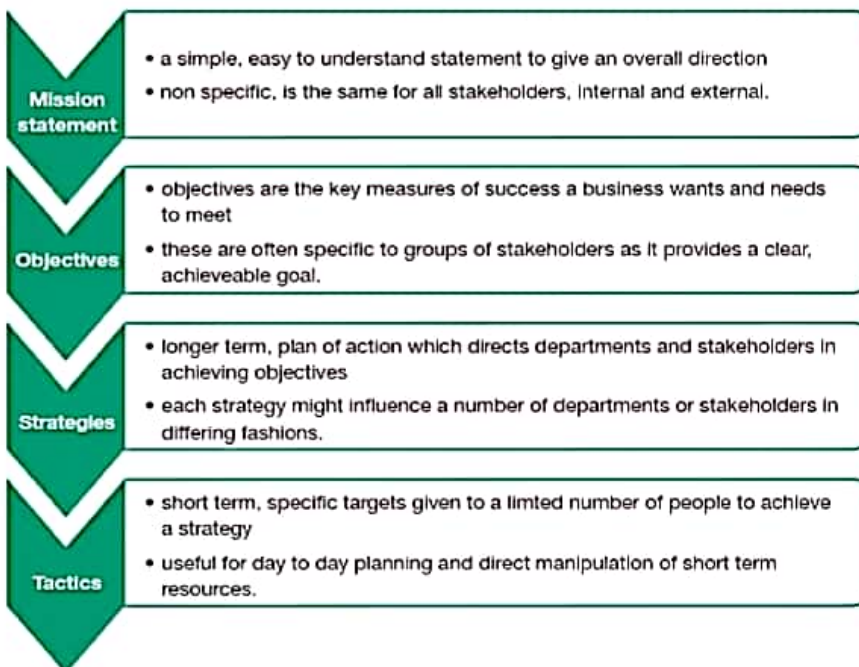 Mission
statement
• a simple, easy to understand statement to give an overall direction
• non specific, is the same for all stakeholders, internal and external.
Objectives
• objectives are the key measures of success a business wants and needs
to meet
• these are often specific to groups of stakeholders as it provides a clear,
achieveable goal.
Strategies
• longer term, plan of action which directs departments and stakeholders in
achieving objectives
• each strategy might influence a number of departments or stakeholders in
differing fashions.
Tactics
• short term, specific targets given to a limted number of people to achieve
a strategy
• useful for day to day planning and direct manipulation of short term
resources.